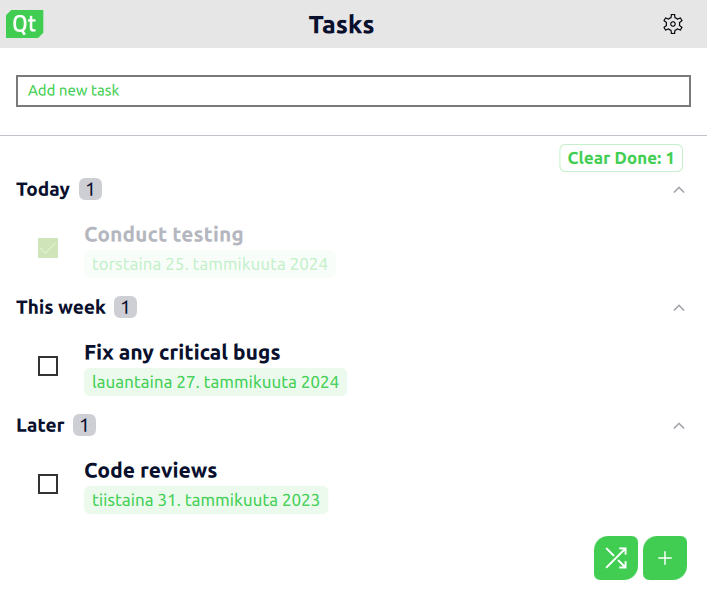 Qt
Tasks
Add new task
Clear Done: 1
Today 1
Conduct testing
torstaina 25. tammikuuta 2024
This week 1
Fix any critical bugs
lauantaina 27. tammikuuta 2024
Later 1
Code reviews
tiistaina 31. tammikuuta 2023